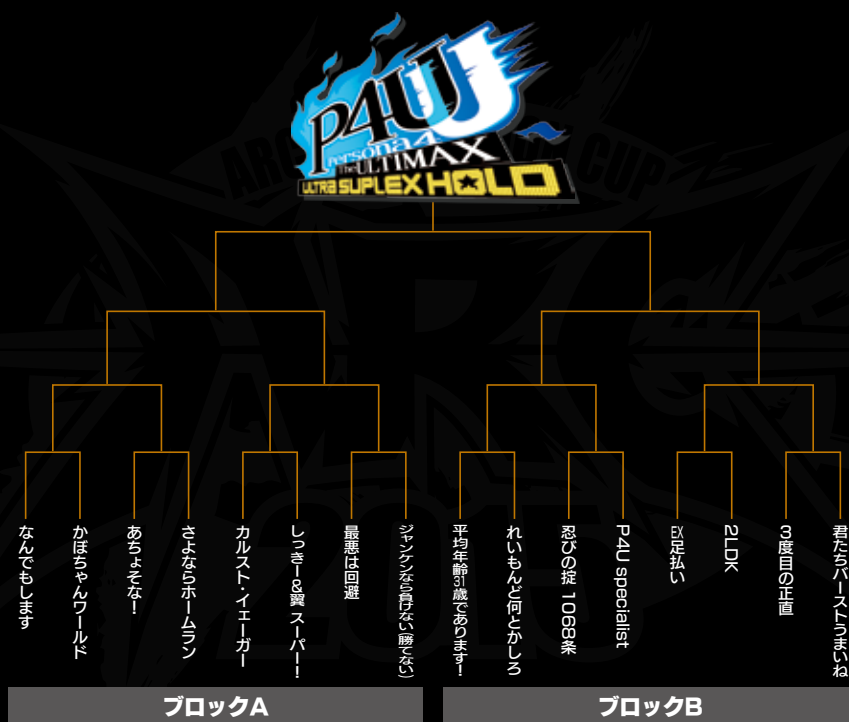 P4UU
Persona4
The ULTIMAX
ULTRA SUPLEX HOLD
ARC
CUP
2015
なんでもします
かぼちゃんワールド
あちょそな!
さよならホームラン
カルスト・イェーガー
しっきー&翼 スーパー!
最悪は回避
ジャンケンなら負けない(勝てない)
平均年齢31歳であります!
れいもんど何とかしろ
忍びの掟 1068条
P4U specialist
EX足払い
2LDK
3度目の正直
君たちバーストうまいね
ブロックA
ブロックB